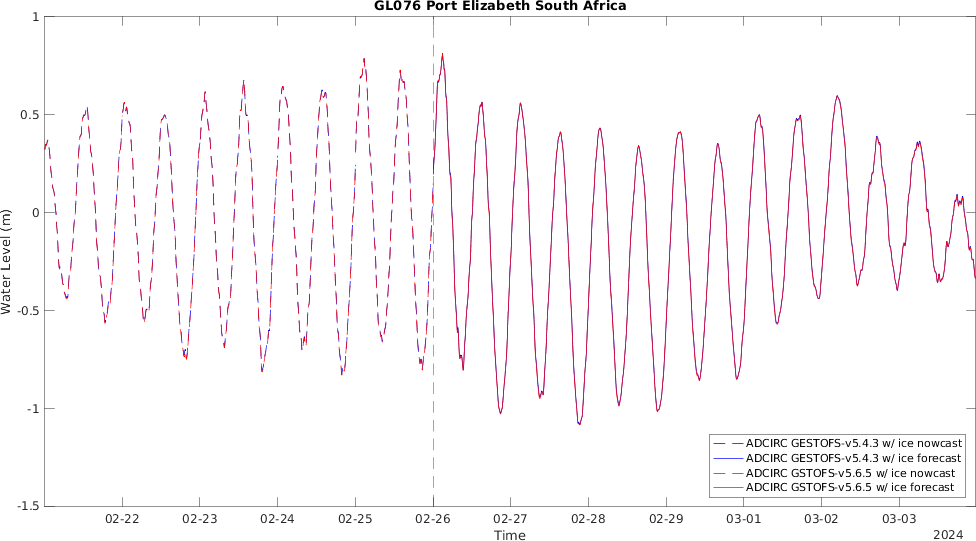 GL076 Port Elizabeth South Africa
1
0.5
0
-0.5
-1
-1.5
Water Level (m)
ADCIRC GESTOFS-v5.4.3 w/ ice nowcast
ADCIRC GESTOFS-v5.4.3 w/ ice forecast
ADCIRC GSTOFS-v5.6.5 w/ ice nowcast
ADCIRC GSTOFS-v5.6.5 w/ ice forecast
02-22 02-23 02-24 02-25 02-26 02-27 02-28 02-29 03-01 03-02 03-03
Time
2024